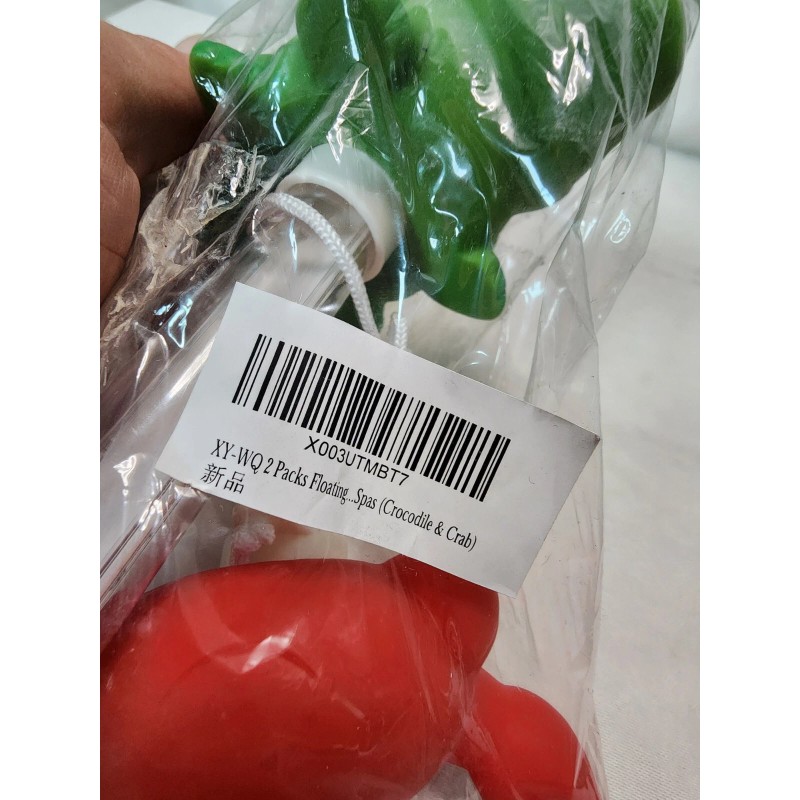 X003UTMBT7
XY-WQ 2 Packs Floating...Spas (Crocodile & Crab)
新品